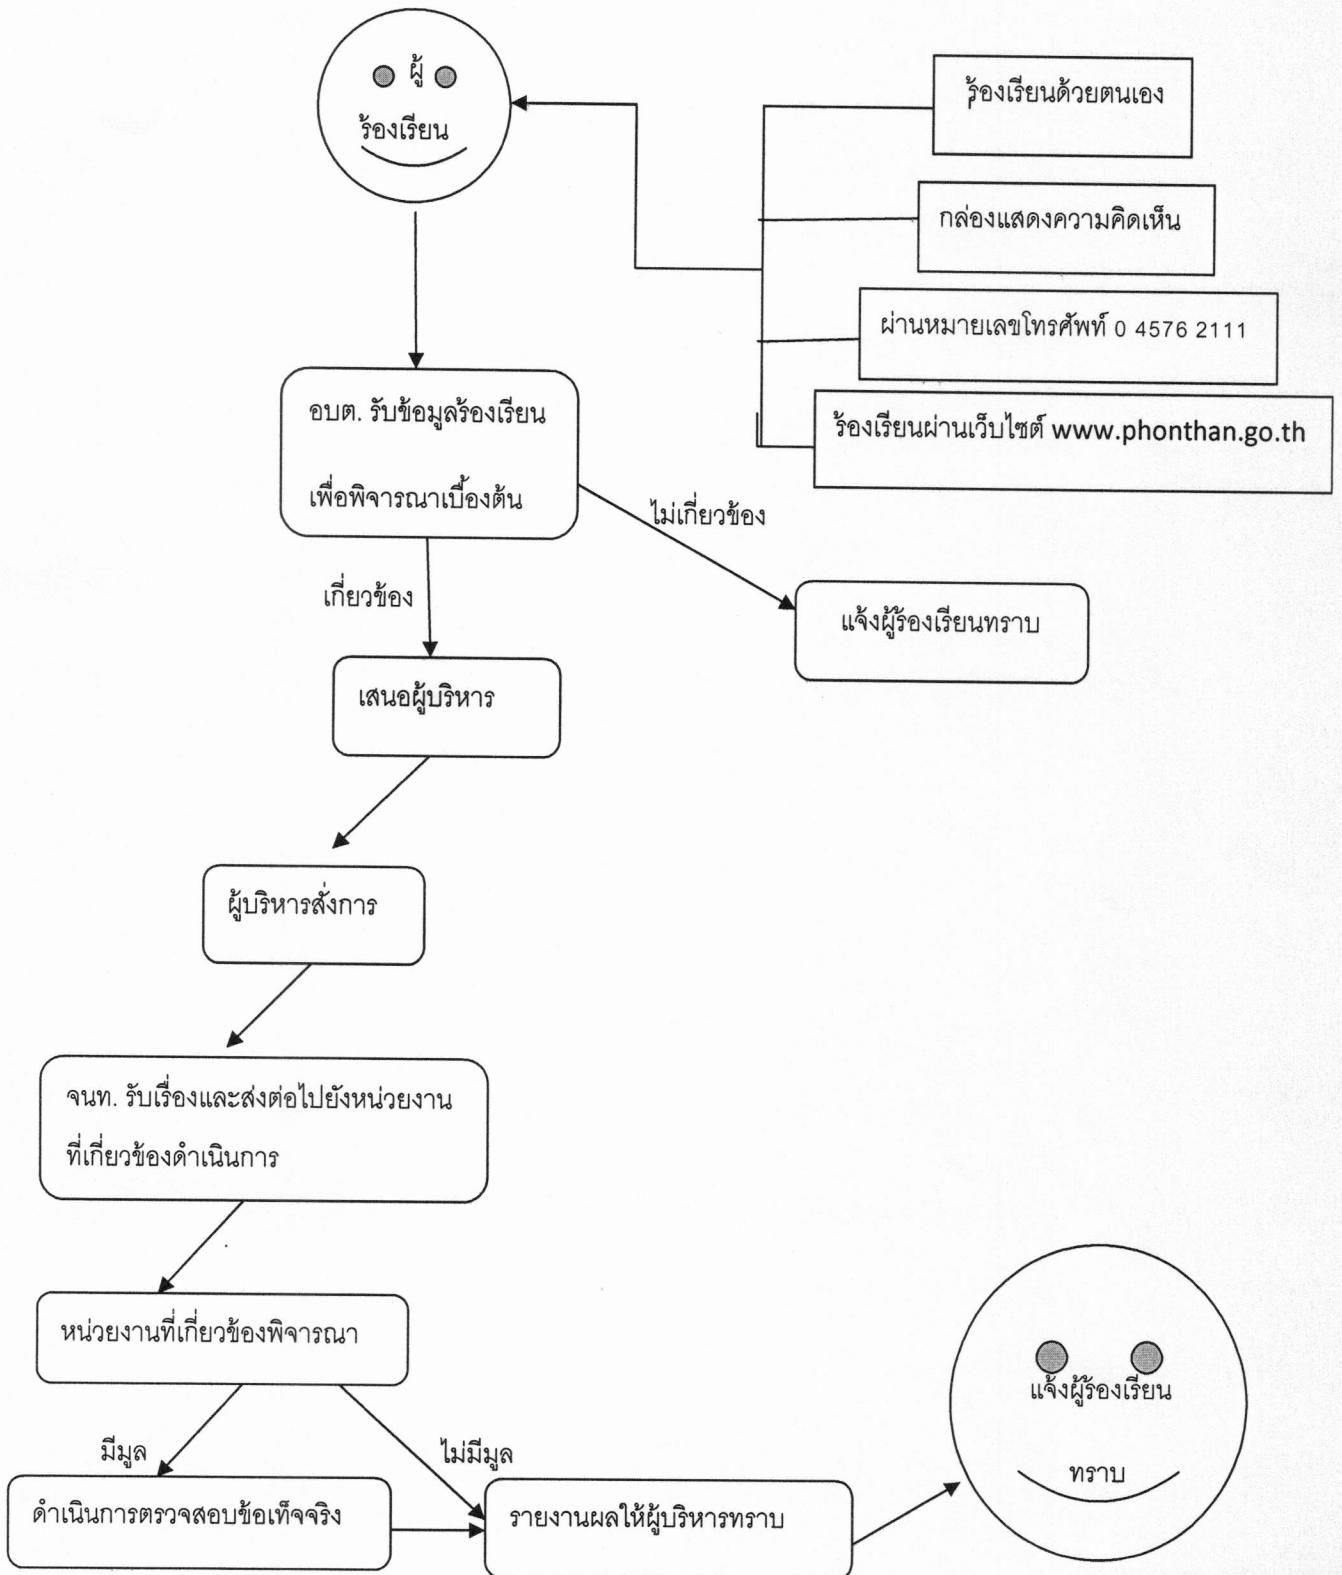 ผู้
ร้องเรียน
ร้องเรียนด้วยตนเอง
กล่องแสดงความคิดเห็น
ผ่านหมายเลขโทรศัพท์ 0 4576 2111
ร้องเรียนผ่านเว็บไซต์ www.phonthan.go.th
อบต. รับข้อมูลร้องเรียน
เพื่อพิจารณาเบื้องต้น
ไม่เกี่ยวข้อง
เกี่ยวข้อง
แจ้งผู้ร้องเรียนทราบ
เสนอผู้บริหาร
ผู้บริหารสั่งการ
จนท. รับเรื่องและส่งต่อไปยังหน่วยงาน
ที่เกี่ยวข้องดำเนินการ
หน่วยงานที่เกี่ยวข้องพิจารณา
มีมูล
ไม่มีมูล
ดำเนินการตรวจสอบข้อเท็จจริง
รายงานผลให้ผู้บริหารทราบ
แจ้งผู้ร้องเรียน
ทราบ